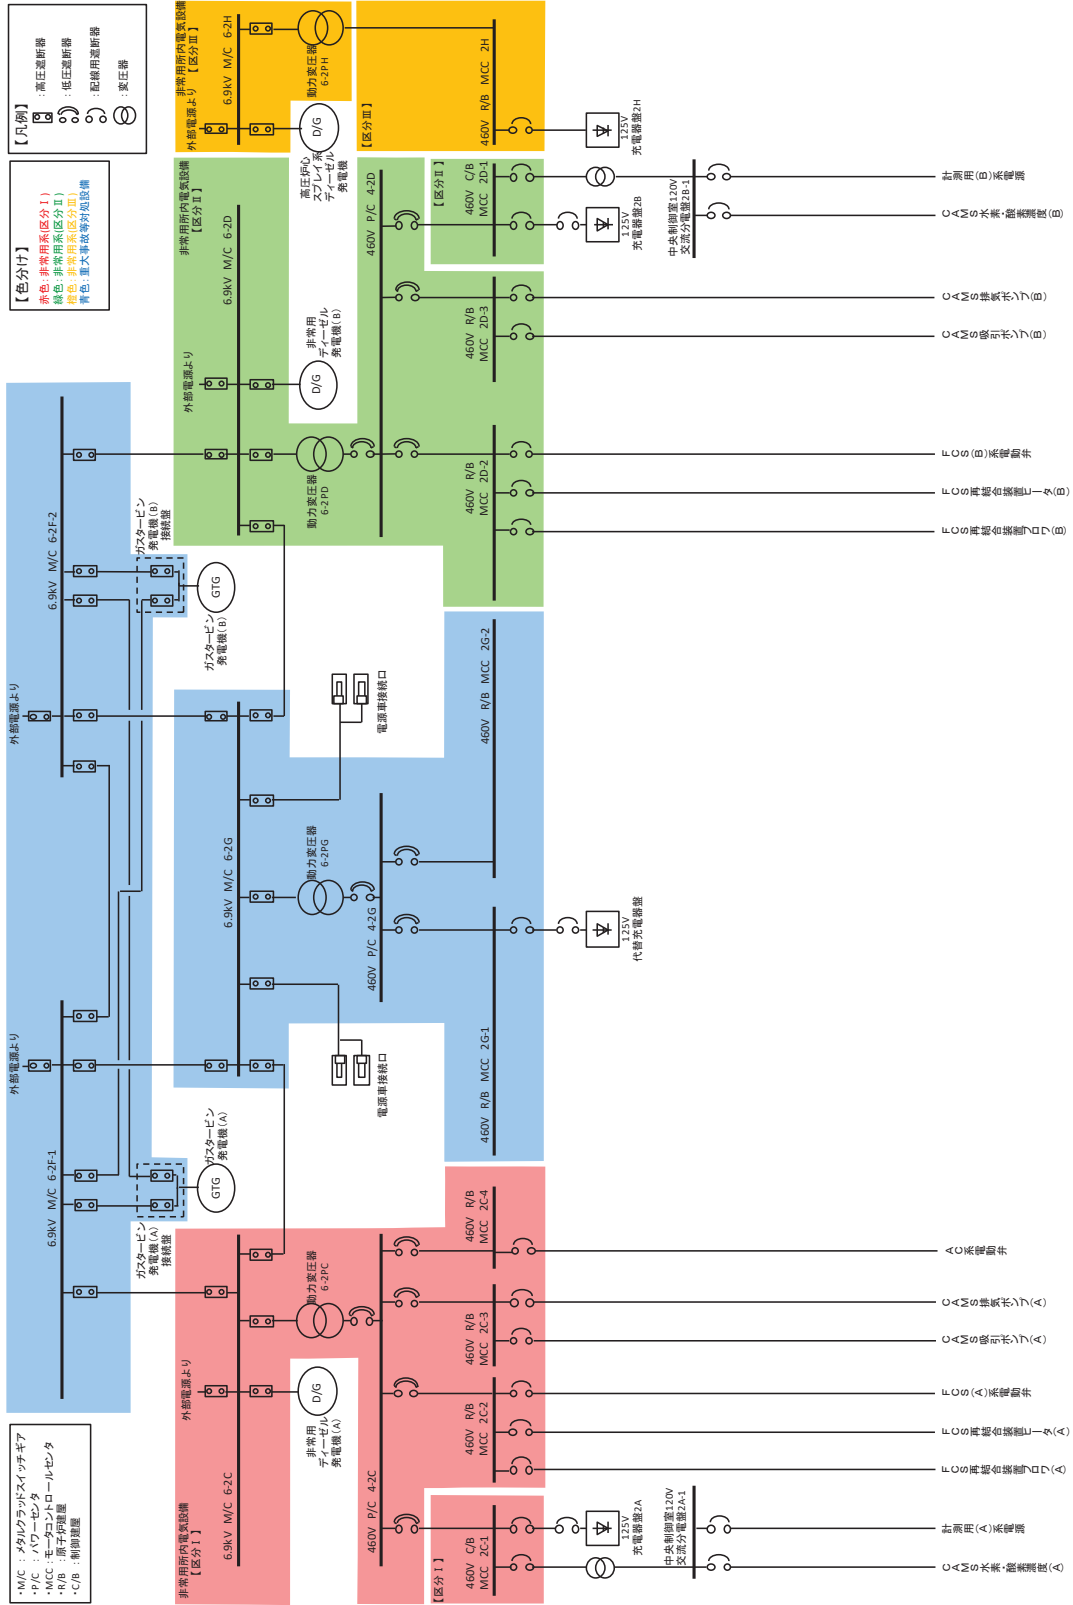 ・M/C ：メタルクラッドスイッチギア
・P/C ：パワーセンタ
・MCC：モータコントロールセンタ
・R/B ：原子炉建屋
・C/B ：制御建屋
【色分け】
赤色：非常用系(区分Ⅰ)
緑色：非常用系(区分Ⅱ)
橙色：非常用系(区分Ⅲ)
青色：重大事故等対処設備
【凡例】
：高圧遮断器
：低圧遮断器
：配線用遮断器
：変圧器
外部電源より
6.9kV M/C 6-2F-1
外部電源より
6.9kV M/C 6-2F-2
ガスタービン
発電機(A)
接続盤
GTG
ガスタービン
発電機(A)
ガスタービン
発電機(B)
接続盤
GTG
ガスタービン
発電機(B)
非常用所内電気設備
【区分Ⅰ】
6.9kV M/C 6-2C
外部電源より
D/G
非常用
ディーゼル
発電機(A)
動力変圧器
6-2PC
460V P/C 4-2C
【区分Ⅰ】
460V C/B
MCC 2C-1
460V R/B
MCC 2C-2
460V R/B
MCC 2C-3
460V R/B
MCC 2C-4
125V
充電器盤2A
中央制御室120V
交流分電盤2A-1
CAMS水素・酸素濃度(A)
計測用(A)系電源
FCS再結合装置ブロワ(A)
FCS再結合装置ヒータ(A)
FCS(A)系電動弁
CAMS吸引ポンプ(A)
CAMS排気ポンプ(A)
AC系電動弁
6.9kV M/C 6-2G
電源車接続口
動力変圧器
6-2PG
電源車接続口
460V P/C 4-2G
460V R/B MCC 2G-1
460V R/B MCC 2G-2
125V
代替充電器盤
非常用所内電気設備
【区分Ⅱ】
6.9kV M/C 6-2D
外部電源より
D/G
非常用
ディーゼル
発電機(B)
動力変圧器
6-2PD
460V P/C 4-2D
【区分Ⅱ】
460V R/B
MCC 2D-2
460V R/B
MCC 2D-3
460V C/B
MCC 2D-1
125V
充電器盤2B
中央制御室120V
交流分電盤2B-1
FCS再結合装置ブロワ(B)
FCS再結合装置ヒータ(B)
FCS(B)系電動弁
CAMS吸引ポンプ(B)
CAMS排気ポンプ(B)
CAMS水素・酸素濃度(B)
計測用(B)系電源
非常用所内電気設備
【区分Ⅲ】
外部電源より
6.9kV M/C 6-2H
D/G
高圧炉心
スプレイ系
ディーゼル
発電機
動力変圧器
6-2PH
【区分Ⅲ】
460V R/B MCC 2H
125V
充電器盤2H